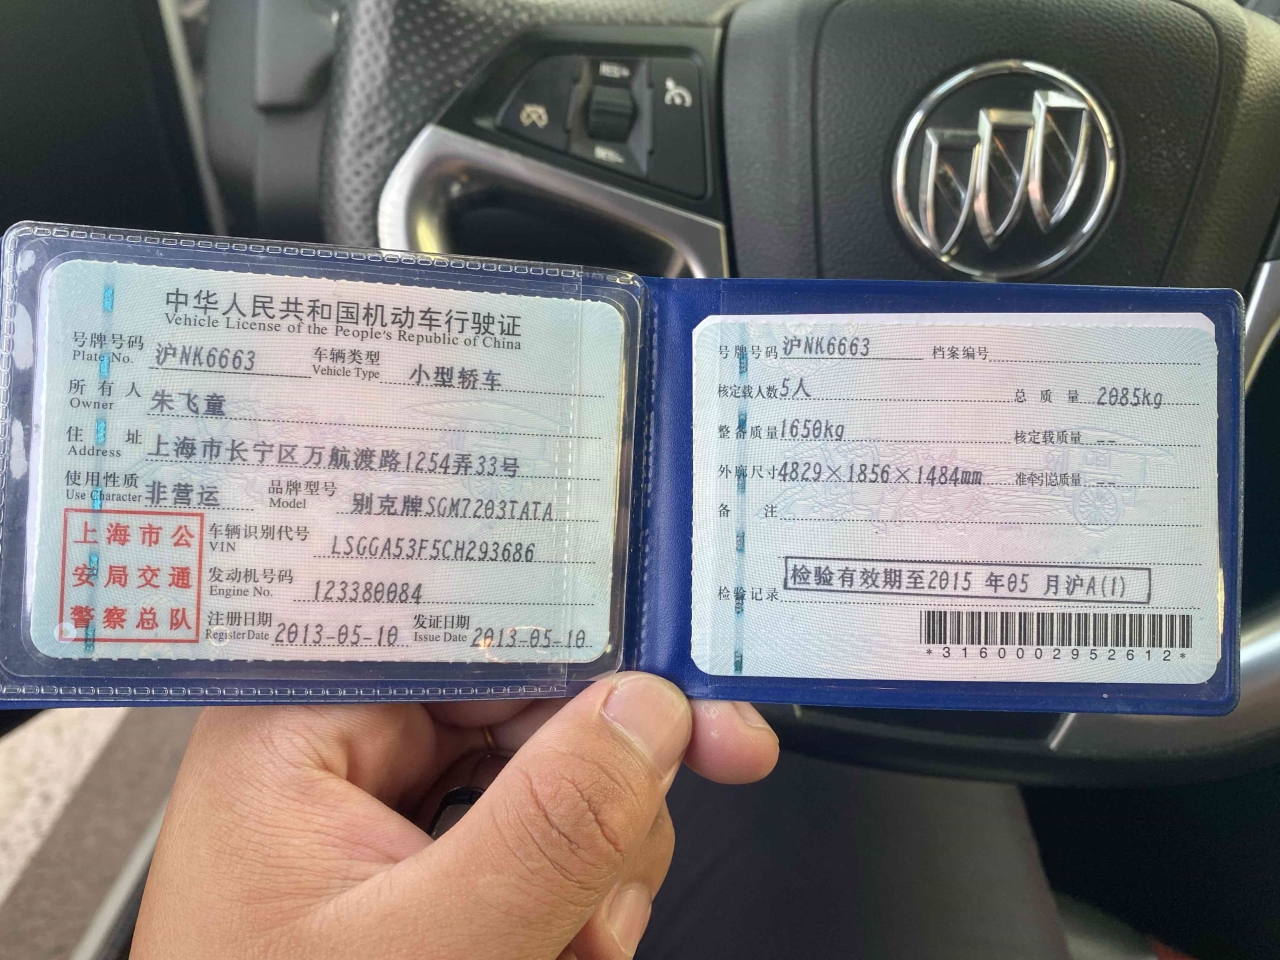 RES+
RES-
中华人民共和国机动车行驶证
Vehicle License of the People's Republic of China
号牌号码 沪NK6663 车辆类型 小型轿车
Plate No. Vehicle Type
所有人 朱飞童
Owner
住址 上海市长宁区万航渡路1254弄33号
Address
使用性质 非营运 品牌型号 别克牌SGM7203TATA
Use Character Model
上海市公
安局交通
警察总队
车辆识别代号 LSGGA53F5CH293686
VIN
发动机号码 123380084
Engine No.
注册日期 2013-05-10 发证日期 2013-05-10
Register Date Issue Date
号牌号码 沪NK6663 档案编号
核定载人数 5人 总质量 2085kg
整备质量 1650kg 核定载质量 --
外廓尺寸 4829×1856×1484mm 准牵引总质量 --
备注
检验记录 检验有效期至2015 年05 月沪A(1)
*3160002952612*